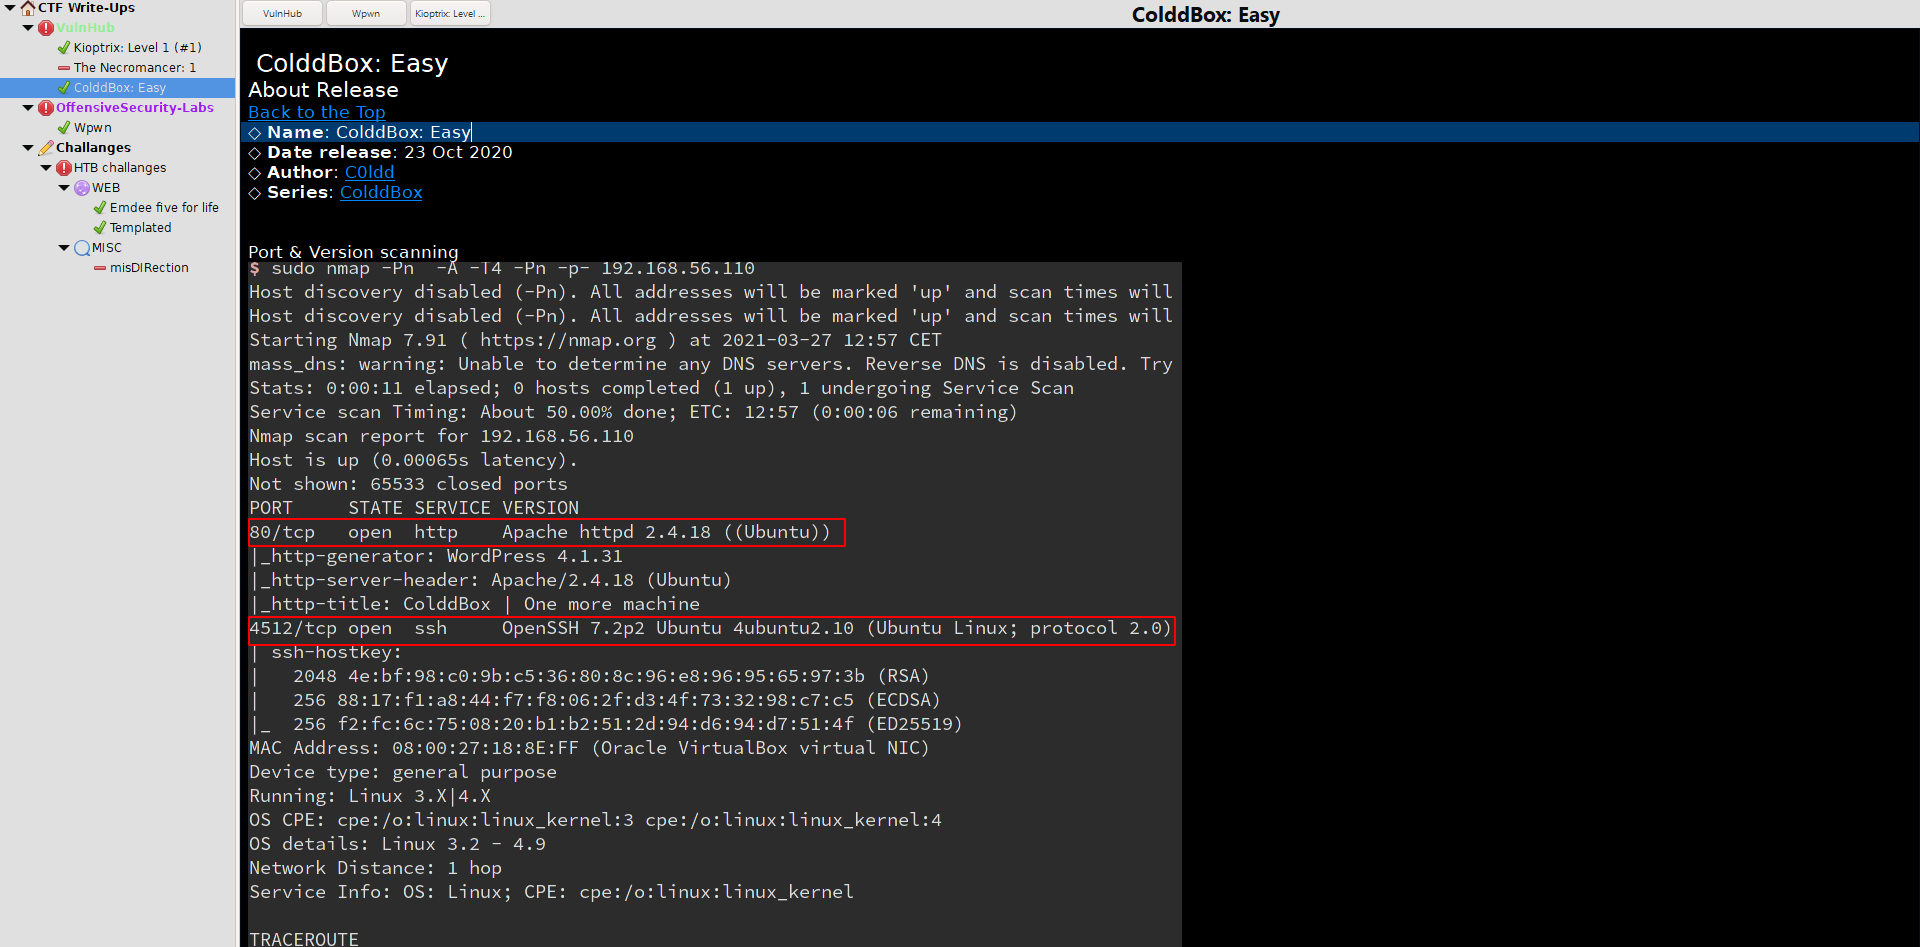 CTF Write-Ups
VulnHub
Kioptrix: Level 1 (#1)
The Necromancer: 1
ColddBox: Easy
OffensiveSecurity-Labs
Wpwn
Challanges
HTB challanges
WEB
Emdee five for life
Templated
MISC
misDIRection
VulnHub
Wpwn
Kioptrix: Level ...
ColddBox: Easy
ColddBox: Easy
About Release
Back to the Top
◇ Name: ColddBox: Easy
◇ Date release: 23 Oct 2020
◇ Author: C0ldd
◇ Series: ColddBox
Port & Version scanning
$ sudo nmap -Pn  -A -T4 -Pn -p- 192.168.56.110
Host discovery disabled (-Pn). All addresses will be marked 'up' and scan times will
Host discovery disabled (-Pn). All addresses will be marked 'up' and scan times will
Starting Nmap 7.91 ( https://nmap.org ) at 2021-03-27 12:57 CET
mass_dns: warning: Unable to determine any DNS servers. Reverse DNS is disabled. Try
Stats: 0:00:11 elapsed; 0 hosts completed (1 up), 1 undergoing Service Scan
Service scan Timing: About 50.00% done; ETC: 12:57 (0:00:06 remaining)
Nmap scan report for 192.168.56.110
Host is up (0.00065s latency).
Not shown: 65533 closed ports
PORT     STATE SERVICE VERSION
80/tcp   open  http    Apache httpd 2.4.18 ((Ubuntu))
|_http-generator: WordPress 4.1.31
|_http-server-header: Apache/2.4.18 (Ubuntu)
|_http-title: ColddBox | One more machine
4512/tcp open  ssh     OpenSSH 7.2p2 Ubuntu 4ubuntu2.10 (Ubuntu Linux; protocol 2.0)
| ssh-hostkey:
|   2048 4e:bf:98:c0:9b:c5:36:80:8c:96:e8:96:95:65:97:3b (RSA)
|   256 88:17:f1:a8:44:f7:f8:06:2f:d3:4f:73:32:98:c7:c5 (ECDSA)
|_  256 f2:fc:6c:75:08:20:b1:b2:51:2d:94:d6:94:d7:51:4f (ED25519)
MAC Address: 08:00:27:18:8E:FF (Oracle VirtualBox virtual NIC)
Device type: general purpose
Running: Linux 3.X|4.X
OS CPE: cpe:/o:linux:linux_kernel:3 cpe:/o:linux:linux_kernel:4
OS details: Linux 3.2 - 4.9
Network Distance: 1 hop
Service Info: OS: Linux; CPE: cpe:/o:linux:linux_kernel
TRACEROUTE